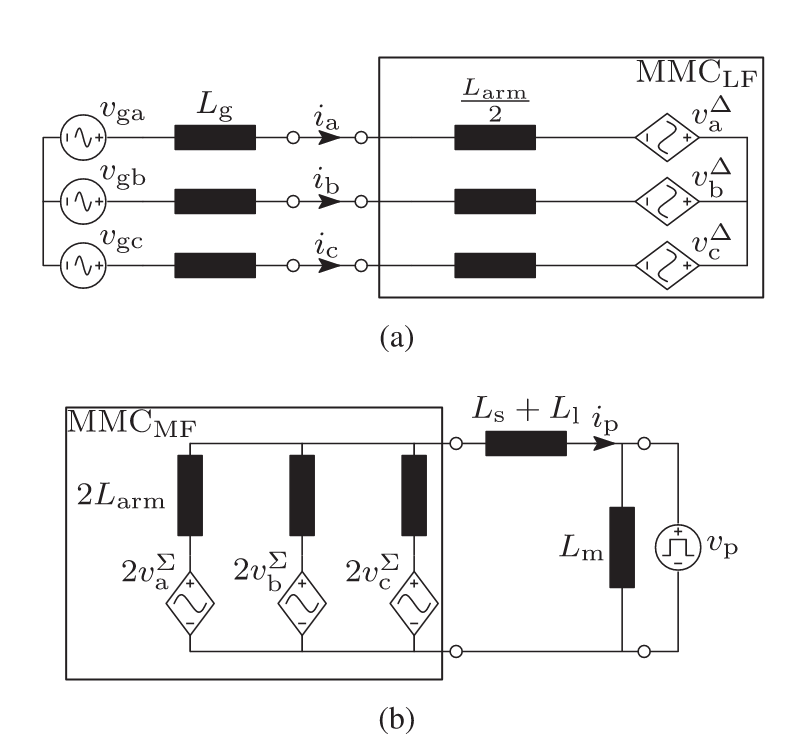 MMC_LF
v_ga L_g i_a L_arm/2 v_a^Δ
v_gb i_b v_b^Δ
v_gc i_c v_c^Δ
(a)
MMC_MF L_s + L_l i_p
2L_arm
L_m v_p
2v_a^Σ 2v_b^Σ 2v_c^Σ
(b)